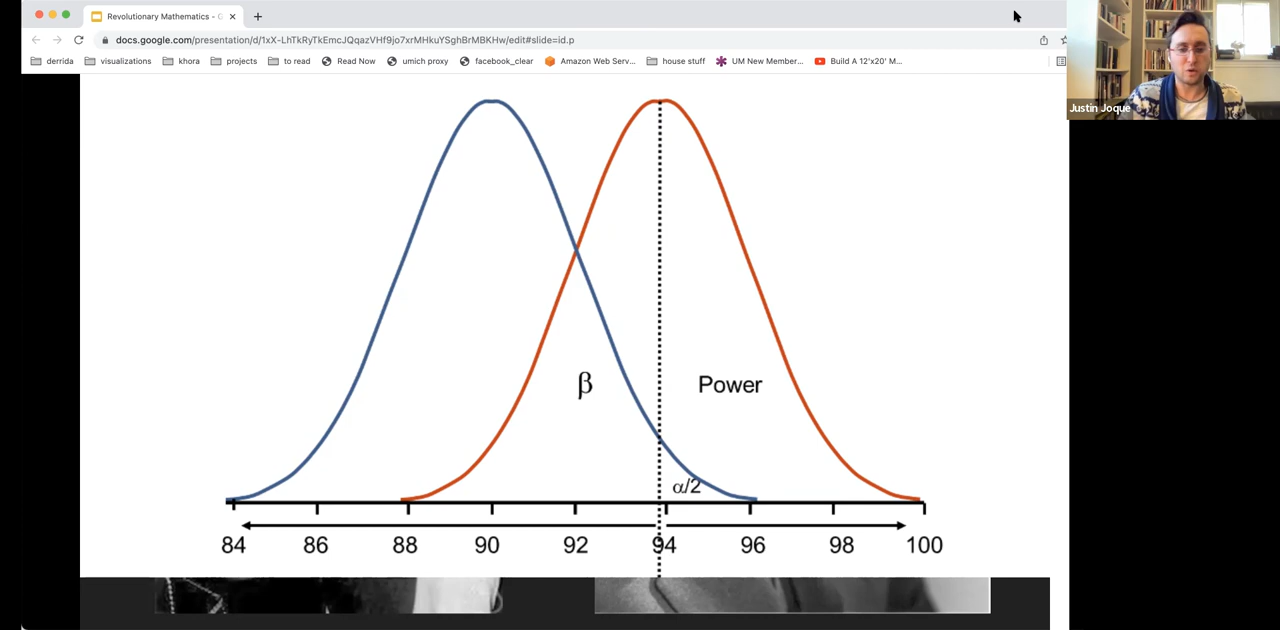 Revolutionary Mathematics - (
docs.google.com/presentation/d/1xX-LhTkRyTkEmcJQqazVHf9jo7xrMHkuYSghBrMBKHw/edit#slide=id.p
derrida visualizations khora projects to read Read Now umich proxy facebook_clear Amazon Web Serv... house stuff UM New Member... Build A 12'x20' M...
Justin Joque
β Power
α/2
84 86 88 90 92 94 96 98 100